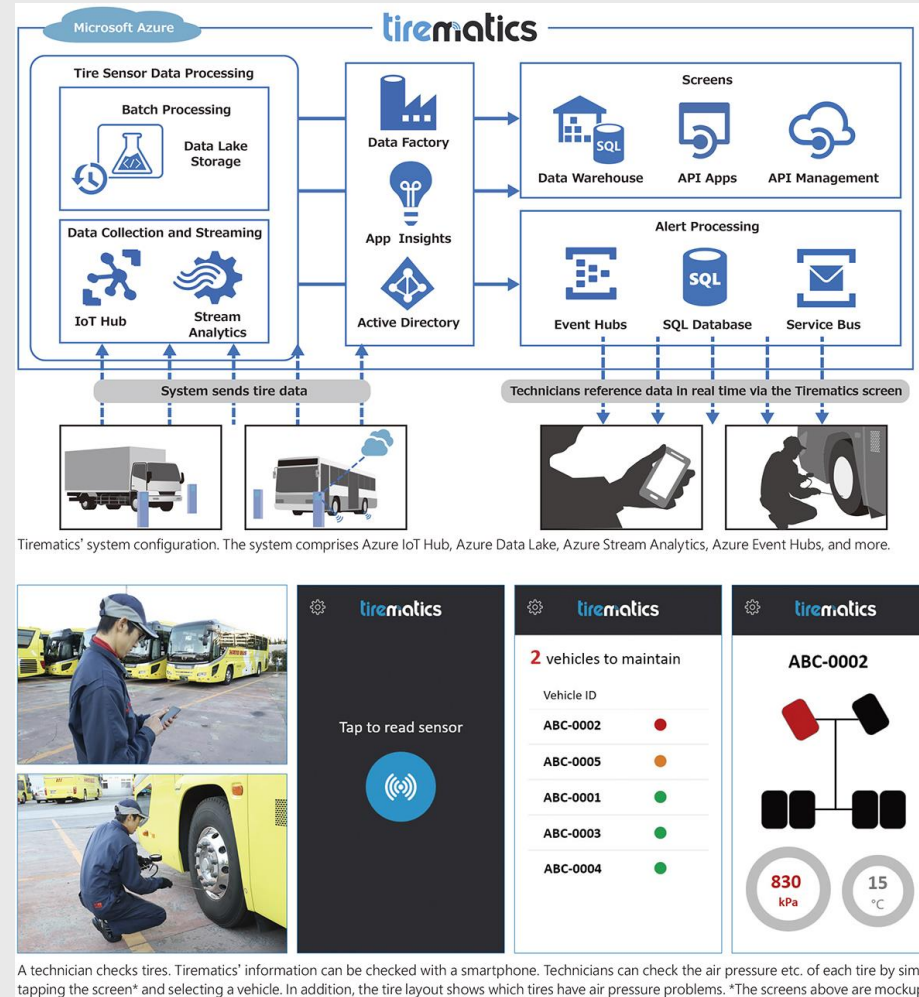 Microsoft Azure
tirematics
Tire Sensor Data Processing
Batch Processing
Data Lake
Storage
Data Collection and Streaming
IoT Hub
Stream
Analytics
Data Factory
App Insights
Active Directory
Screens
SQL
Data Warehouse
API Apps
API Management
Alert Processing
SQL
Event Hubs
SQL Database
Service Bus
System sends tire data
Technicians reference data in real time via the Tirematics screen
Tirematics' system configuration. The system comprises Azure IoT Hub, Azure Data Lake, Azure Stream Analytics, Azure Event Hubs, and more.
tirematics
Tap to read sensor
tirematics
2 vehicles to maintain
Vehicle ID
ABC-0002
ABC-0005
ABC-0001
ABC-0003
ABC-0004
tirematics
ABC-0002
830
kPa
15
°C
A technician checks tires. Tirematics' information can be checked with a smartphone. Technicians can check the air pressure etc. of each tire by sim
tapping the screen* and selecting a vehicle. In addition, the tire layout shows which tires have air pressure problems. *The screens above are mocku